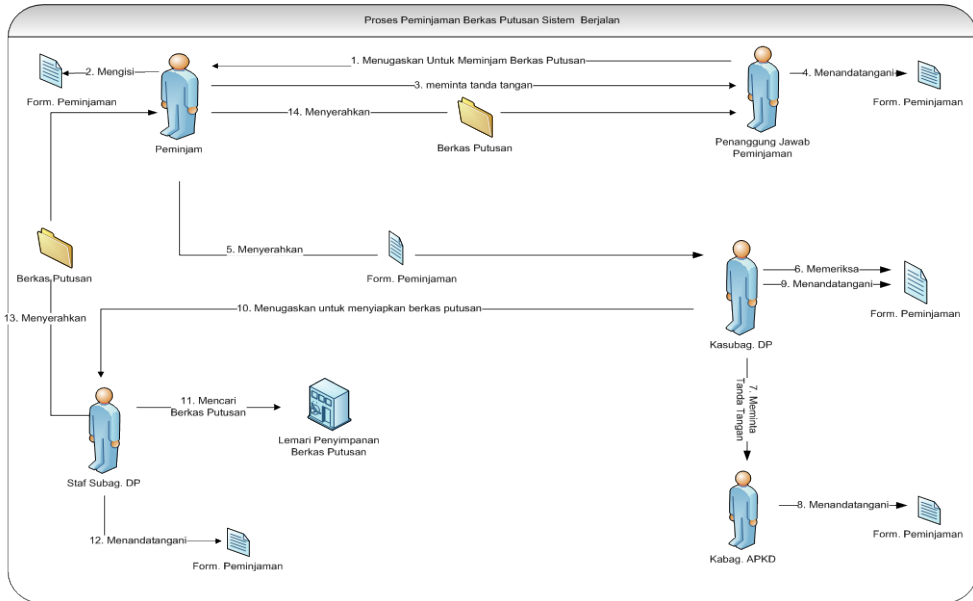 Proses Peminjaman Berkas Putusan Sistem Berjalan
1. Menugaskan Untuk Meminjam Berkas Putusan
2. Mengisi
Form. Peminjaman
3. meminta tanda tangan
4. Menandatangani
Form. Peminjaman
14. Menyerahkan
Berkas Putusan
Peminjam
Penanggung Jawab
Peminjaman
5. Menyerahkan
Form. Peminjaman
Berkas Putusan
6. Memeriksa
9. Menandatangani
Form. Peminjaman
10. Menugaskan untuk menyiapkan berkas putusan
13. Menyerahkan
Kasubag. DP
7. Meminta
Tanda Tangan
11. Mencari
Berkas Putusan
Lemari Penyimpanan
Berkas Putusan
Staf Subag. DP
8. Menandatangani
Form. Peminjaman
12. Menandatangani
Form. Peminjaman
Kabag. APKD